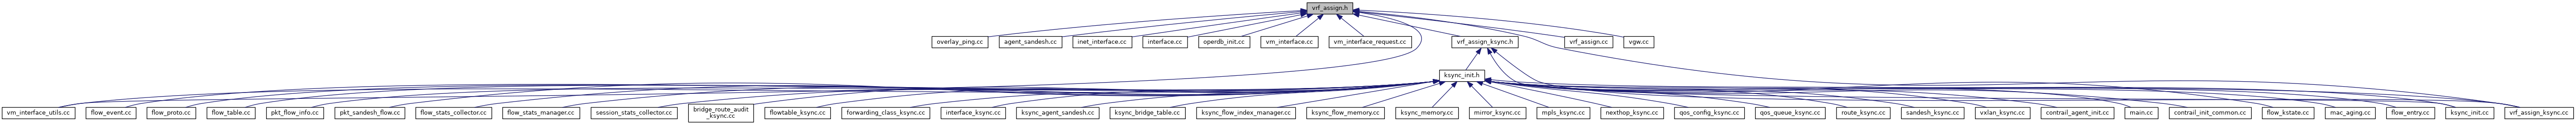 vrf_assign.h
overlay_ping.cc
agent_sandesh.cc
inet_interface.cc
interface.cc
operdb_init.cc
vm_interface.cc
vm_interface_request.cc
vrf_assign_ksync.h
vrf_assign.cc
vgw.cc
ksync_init.h
vm_interface_utils.cc
flow_event.cc
flow_proto.cc
flow_table.cc
pkt_flow_info.cc
pkt_sandesh_flow.cc
flow_stats_collector.cc
flow_stats_manager.cc
session_stats_collector.cc
bridge_route_audit
_ksync.cc
flowtable_ksync.cc
forwarding_class_ksync.cc
interface_ksync.cc
ksync_agent_sandesh.cc
ksync_bridge_table.cc
ksync_flow_index_manager.cc
ksync_flow_memory.cc
ksync_memory.cc
mirror_ksync.cc
mpls_ksync.cc
nexthop_ksync.cc
qos_config_ksync.cc
qos_queue_ksync.cc
route_ksync.cc
sandesh_ksync.cc
vxlan_ksync.cc
contrail_agent_init.cc
main.cc
contrail_init_common.cc
flow_kstate.cc
mac_aging.cc
flow_entry.cc
ksync_init.cc
vrf_assign_ksync.cc